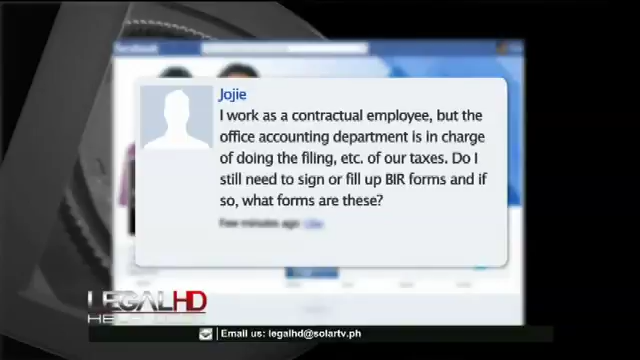 facebook
Jojie
I work as a contractual employee, but the
office accounting department is in charge
of doing the filing, etc. of our taxes. Do I
still need to sign or fill up BIR forms and if
so, what forms are these?
Few minutes ago Like
LEGALHD
Email us: legalhd@solartv.ph